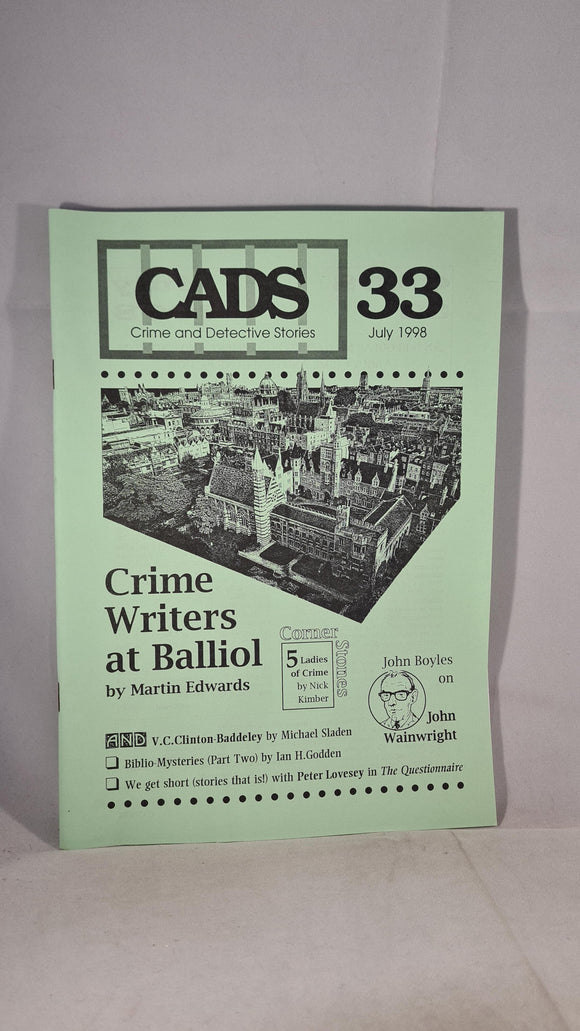 CADS
Crime and Detective Stories
33
July 1998
Crime
Writers
at Balliol
by Martin Edwards
Corner
Stones
5 Ladies
of Crime
by Nick
Kimber
John Boyles
on
John
Wainwright
AND V.C.Clinton-Baddeley by Michael Sladen
Biblio-Mysteries (Part Two) by Ian H.Godden
We get short (stories that is!) with Peter Lovesey in The Questionnaire